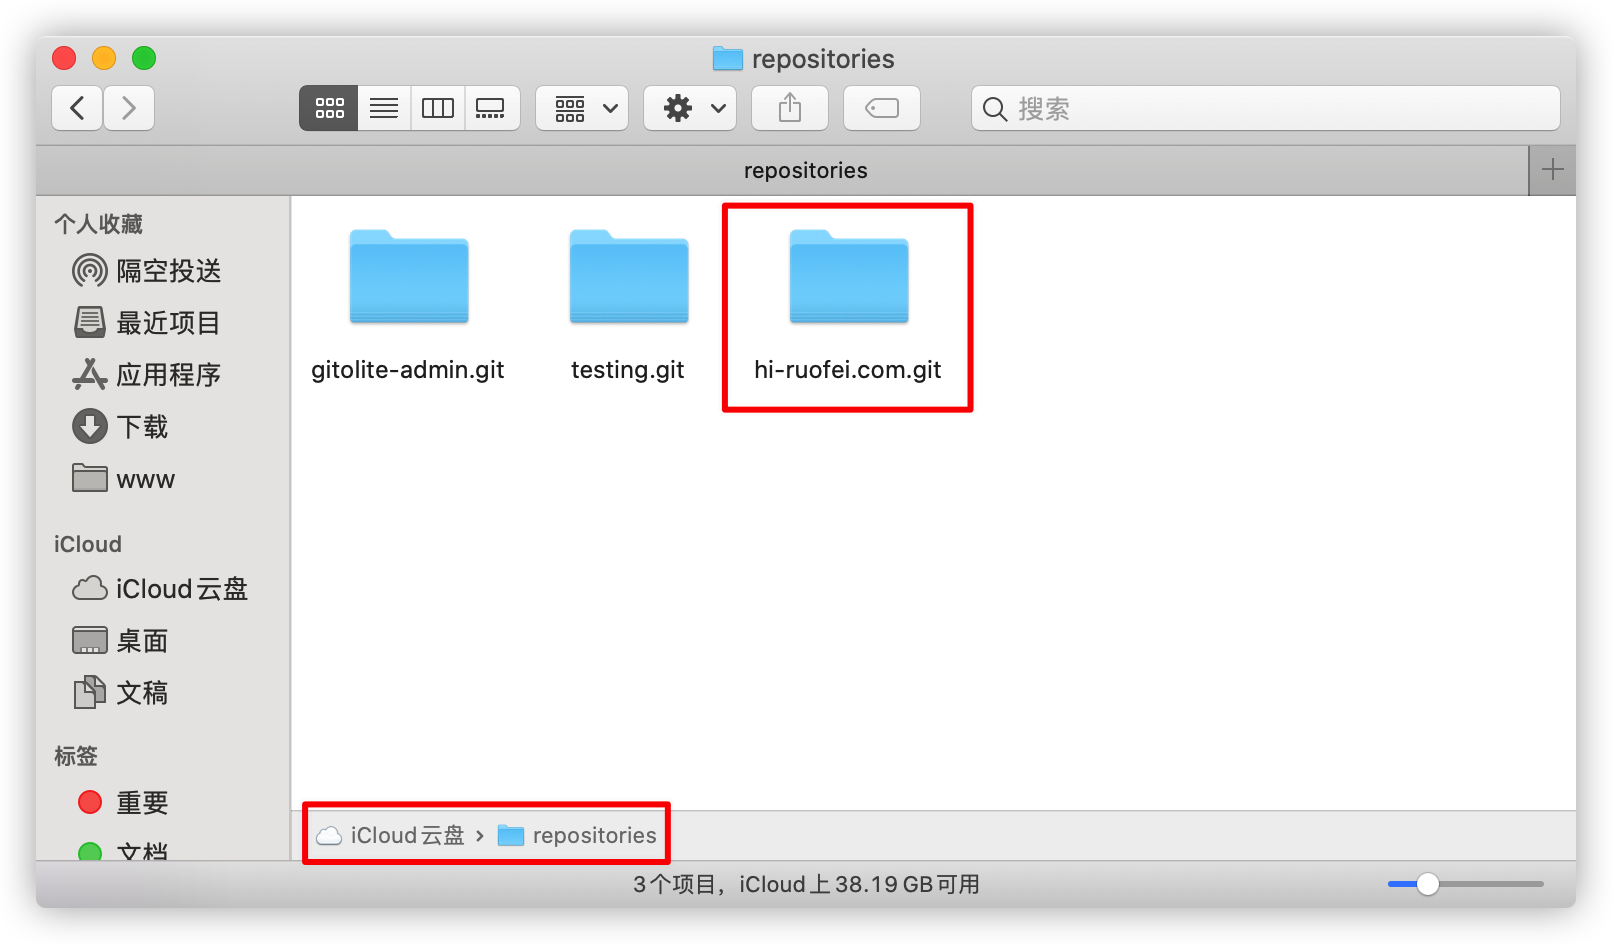 repositories
搜索
repositories
个人收藏
隔空投送
最近项目
应用程序
下载
www
iCloud
iCloud云盘
桌面
文稿
标签
重要
文档
gitolite-admin.git
testing.git
hi-ruofei.com.git
iCloud云盘 › repositories
3个项目，iCloud上38.19 GB可用